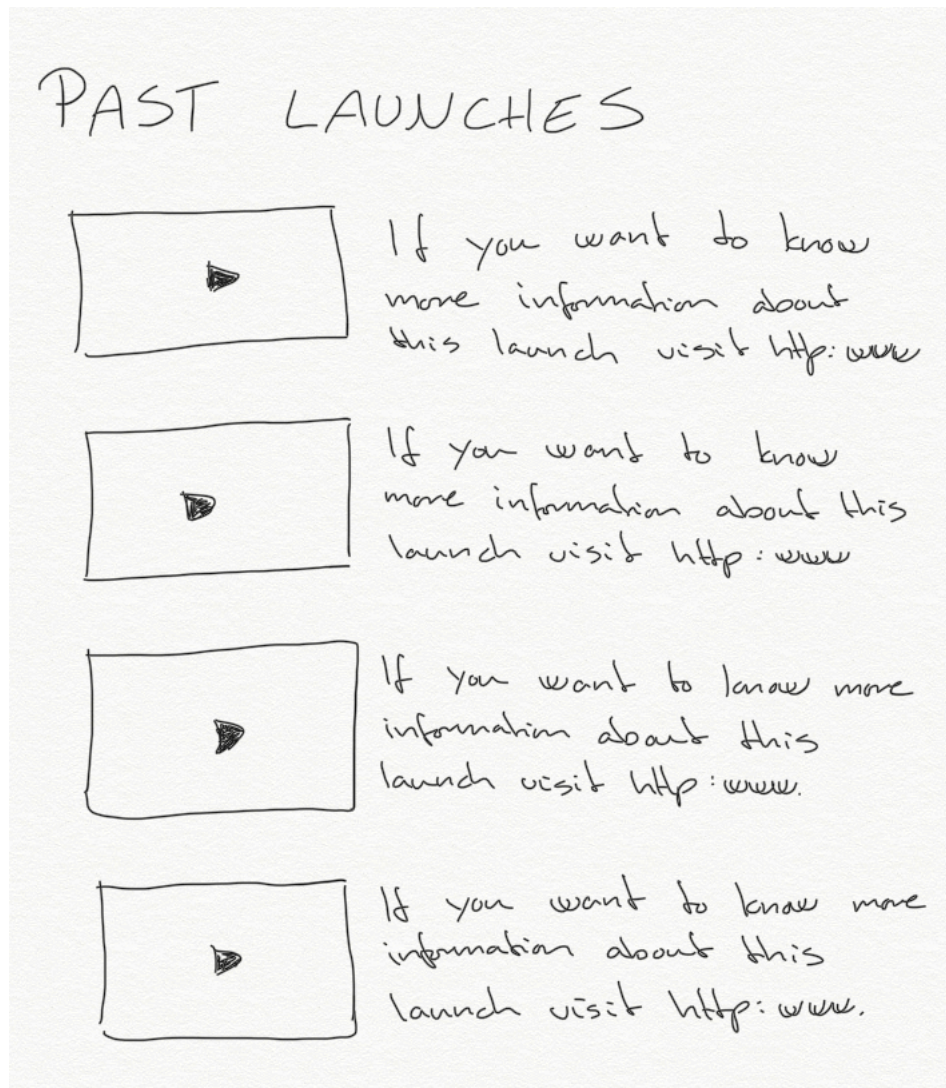 PAST LAUNCHES
If you want to know
more information about
this launch visit http: www
If you want to know
more information about this
launch visit http: www
If you want to know more
information about this
launch visit http: www.
If you want to know more
information about this
launch visit http: www.